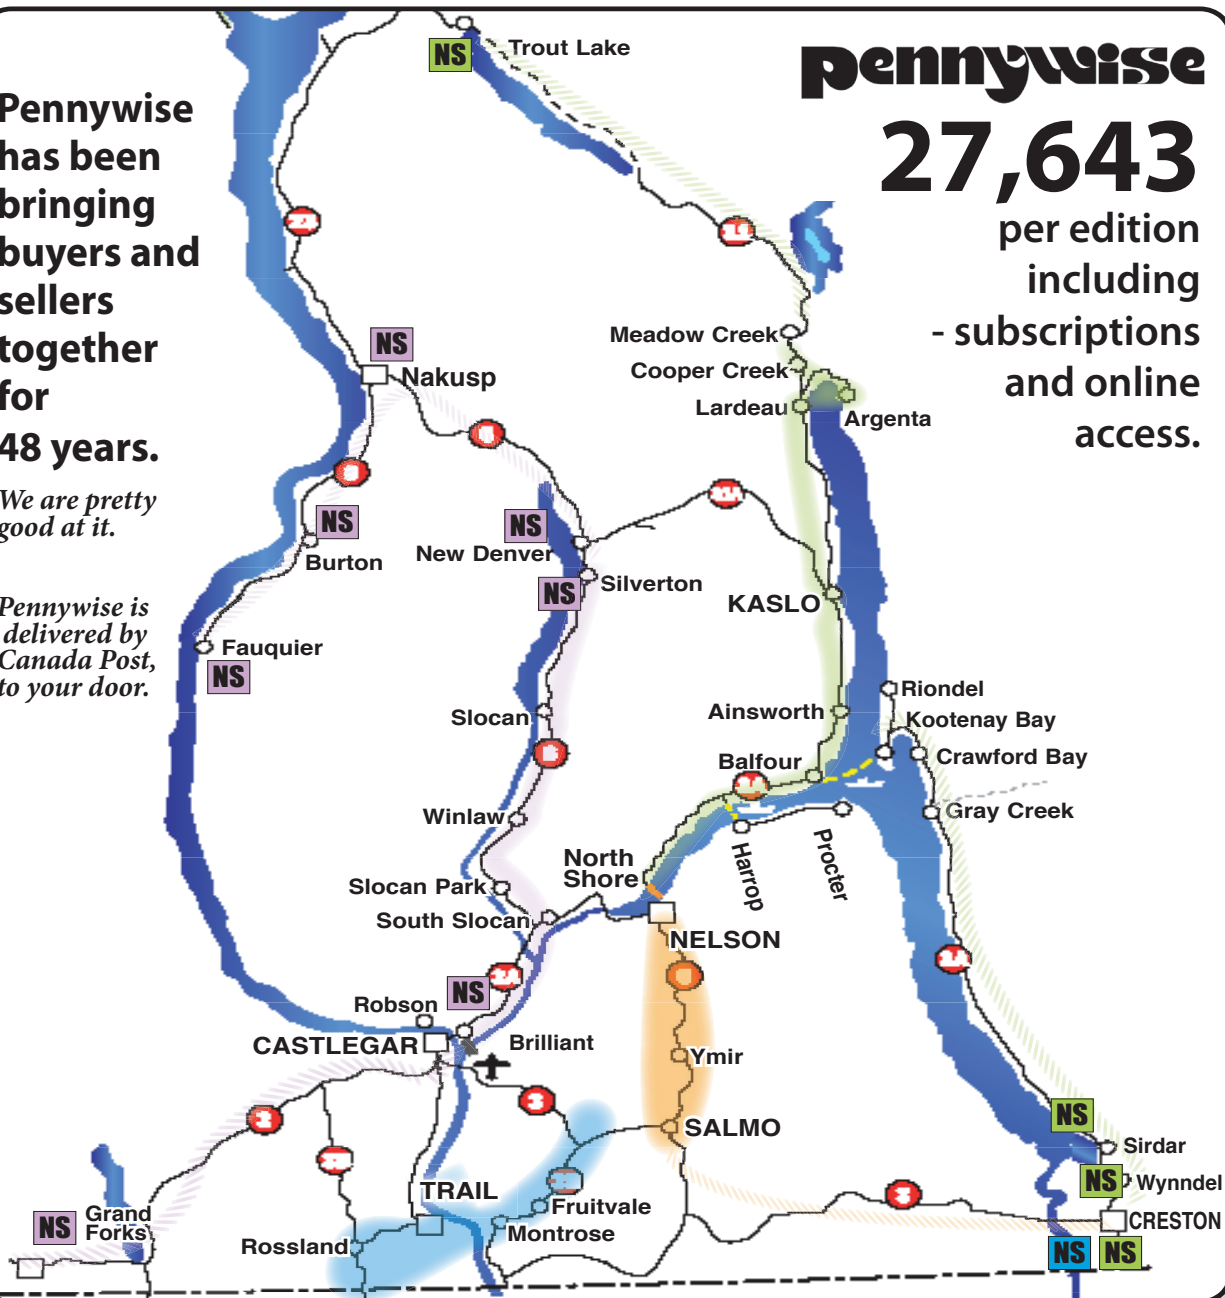 pennywise
27,643
per edition
including
- subscriptions
and online
access.
Pennywise
has been
bringing
buyers and
sellers
together
for
48 years.
We are pretty
good at it.
Pennywise is
delivered by
Canada Post,
to your door.
NS
Trout Lake
Meadow Creek
Cooper Creek
Lardeau
Argenta
NS
Nakusp
NS
Burton
NS
New Denver
NS
Silverton
KASLO
Fauquier
NS
Riondel
Kootenay Bay
Slocan
Ainsworth
Balfour
Crawford Bay
Winlaw
Gray Creek
Harrop
Procter
North
Shore
Slocan Park
South Slocan
NELSON
NS
Robson
CASTLEGAR
Brilliant
Ymir
3
SALMO
NS
Sirdar
NS
Wynndel
TRAIL
3
Fruitvale
Montrose
Rossland
NS
Grand
Forks
CRESTON
NS
NS